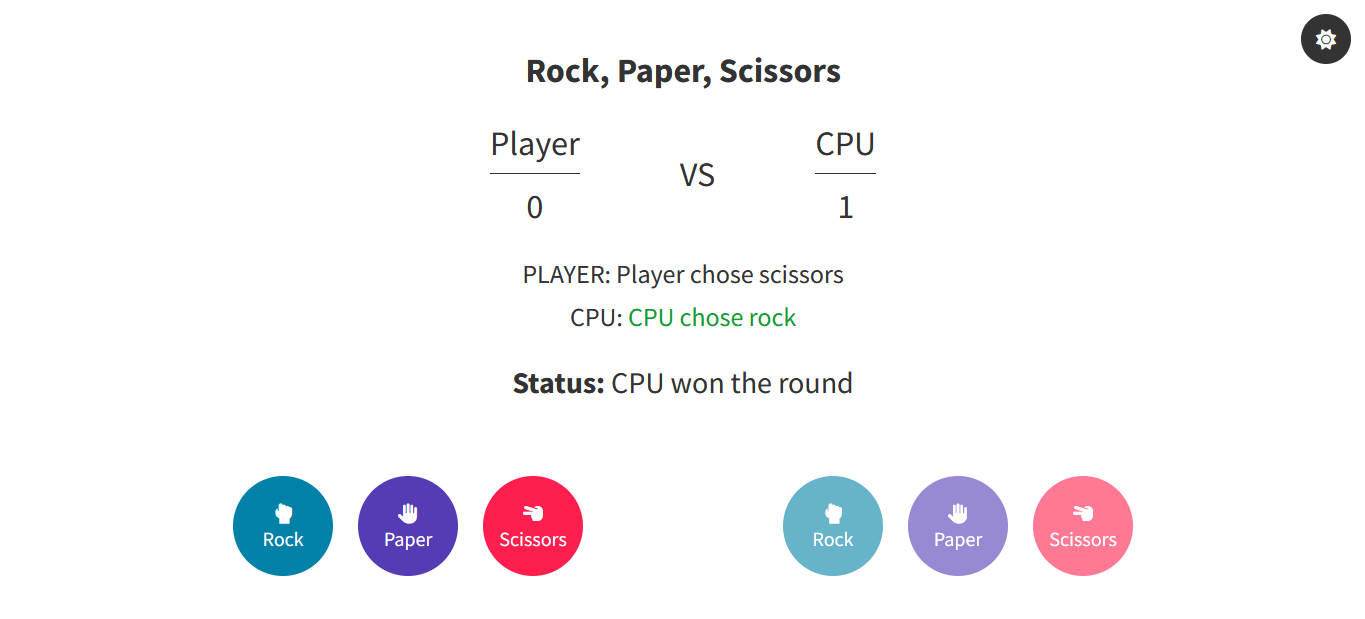 Rock, Paper, Scissors
Player
VS
CPU
0
1
PLAYER: Player chose scissors
CPU: CPU chose rock
Status: CPU won the round
Rock
Paper
Scissors
Rock
Paper
Scissors